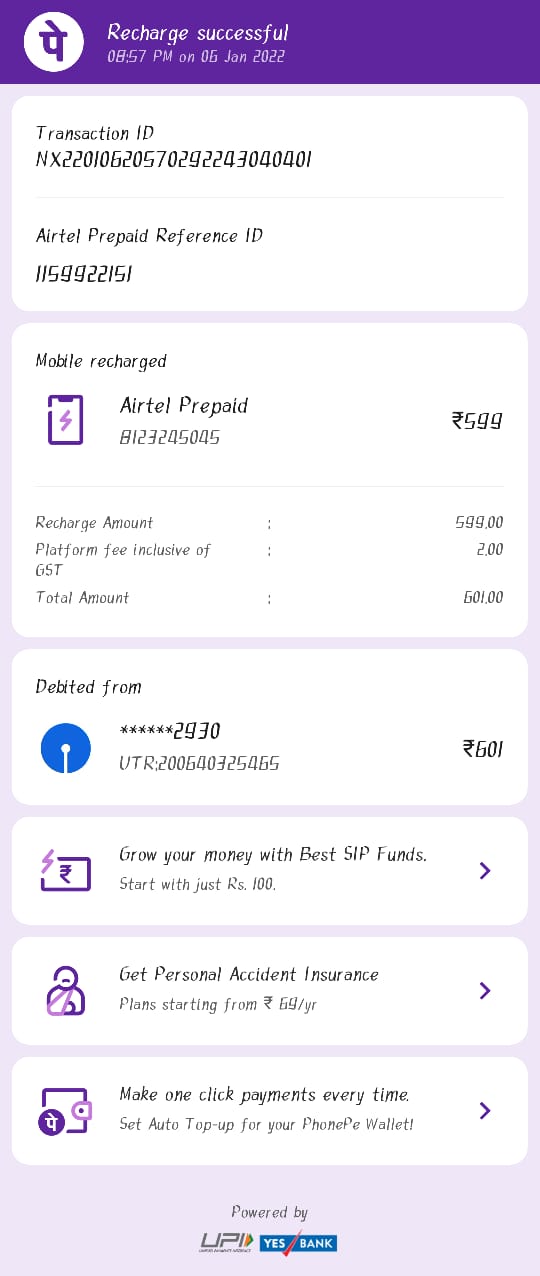 पे
Recharge successful
08:57 PM on 06 Jan 2022
Transaction ID
NX22010620570292243040401
Airtel Prepaid Reference ID
1159922151
Mobile recharged
Airtel Prepaid
₹599
8123245045
Recharge Amount : 599.00
Platform fee inclusive of : 2.00
GST
Total Amount : 601.00
Debited from
******2930
₹601
UTR:200640325465
₹
Grow your money with Best SIP Funds.
Start with just Rs. 100.
Get Personal Accident Insurance
Plans starting from ₹ 69/yr
Make one click payments every time.
पे
Set Auto Top-up for your PhonePe Wallet!
Powered by
UPI
UNIFIED PAYMENTS INTERFACE
YES BANK